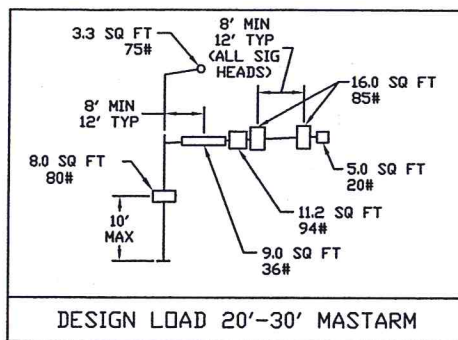 3.3 SQ FT
75#
8' MIN
12' TYP
(ALL SIG
HEADS)
16.0 SQ FT
85#
8' MIN
12' TYP
8.0 SQ FT
80#
5.0 SQ FT
20#
10'
MAX
11.2 SQ FT
94#
9.0 SQ FT
36#
DESIGN LOAD 20'-30' MASTARM